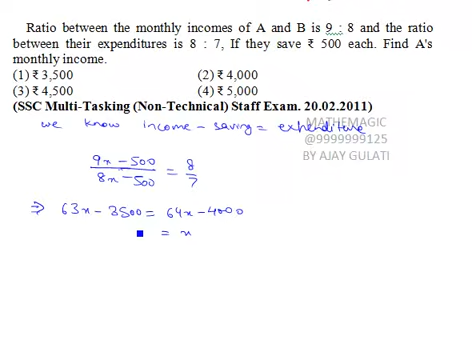 Ratio between the monthly incomes of A and B is 9 : 8 and the ratio
between their expenditures is 8 : 7, If they save ₹ 500 each. Find A's
monthly income.
(1) ₹ 3,500 (2) ₹ 4,000
(3) ₹ 4,500 (4) ₹ 5,000
(SSC Multi-Tasking (Non-Technical) Staff Exam. 20.02.2011)
MATHEMAGIC
we know income - saving = expenditure
@9999999125
BY AJAY GULATI
9x - 500 / 8x - 500 = 8/7
⇒ 63x - 3500 = 64x - 4000
= x